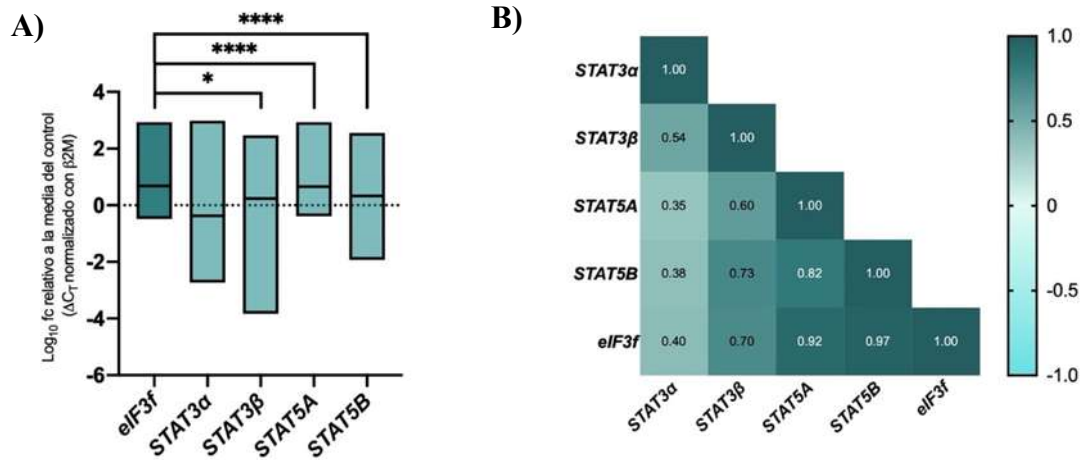 A)
****
****
*
Log₁₀ fc relativo a la media del control
(ΔCT normalizado con β2M)
4
2
0
-2
-4
-6
eIF3f
STAT3α
STAT3β
STAT5A
STAT5B
B)
STAT3α 1.00
STAT3β 0.54 1.00
STAT5A 0.35 0.60 1.00
STAT5B 0.38 0.73 0.82 1.00
eIF3f 0.40 0.70 0.92 0.97 1.00
STAT3α STAT3β STAT5A STAT5B eIF3f
1.0
0.5
0
-0.5
-1.0